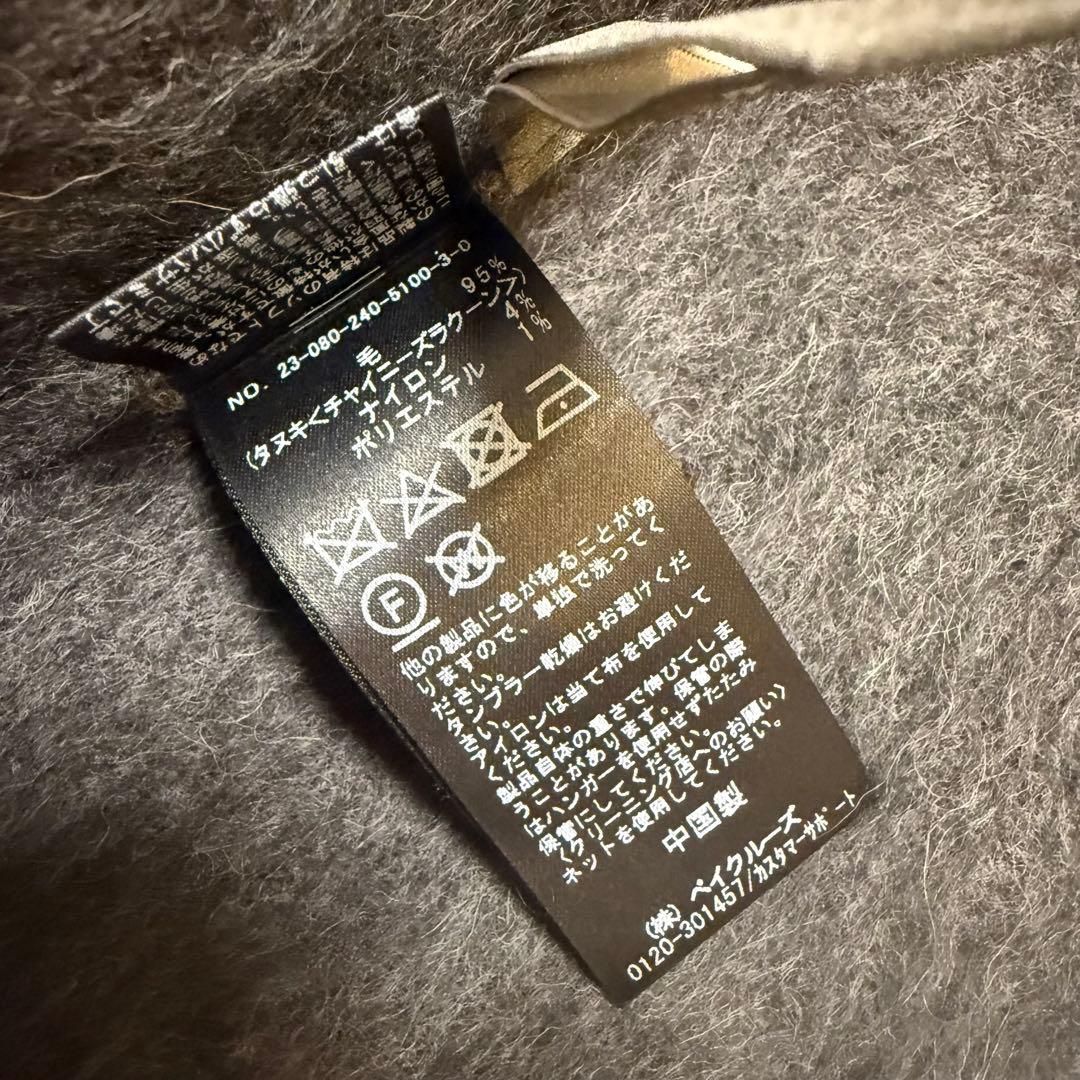 NO. 23-080-240-5100-3-0
毛 95%
(タヌキ<チャイニーズラクーン>)
ナイロン 4%
ポリエステル 1%
F
W
他の製品に色が移ることがあ
りますので、単独で洗ってく
ださい。
タンブラー乾燥はお避けくだ
さい。
アイロンは当て布を使用して
ください。
製品自体の重さで伸びてしま
うことがあります。保管の際
はハンガーを使用せずたたみ
保管にしてください。
<クリーニング店へのお願い>
ネットを使用してください。
中国製
(株) ベイクルーズ
0120-301457/カスタマーサポート